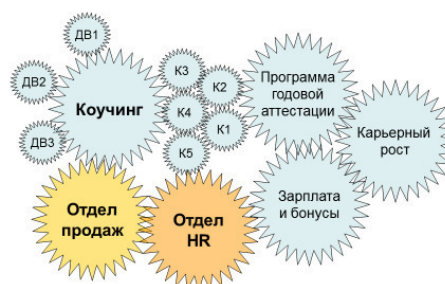 ДВ1
ДВ2
ДВ3
Коучинг
К3
К2
К4
К1
К5
Программа
годовой
аттестации
Карьерный
рост
Отдел
продаж
Отдел
HR
Зарплата
и бонусы